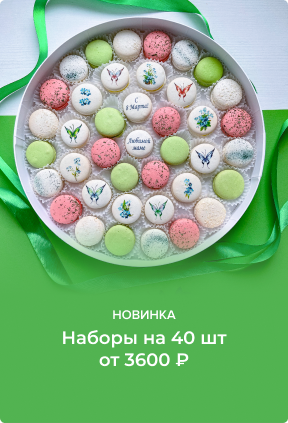 С
8 Марта!
Любимой
маме
НОВИНКА
Наборы на 40 шт
от 3600 ₽